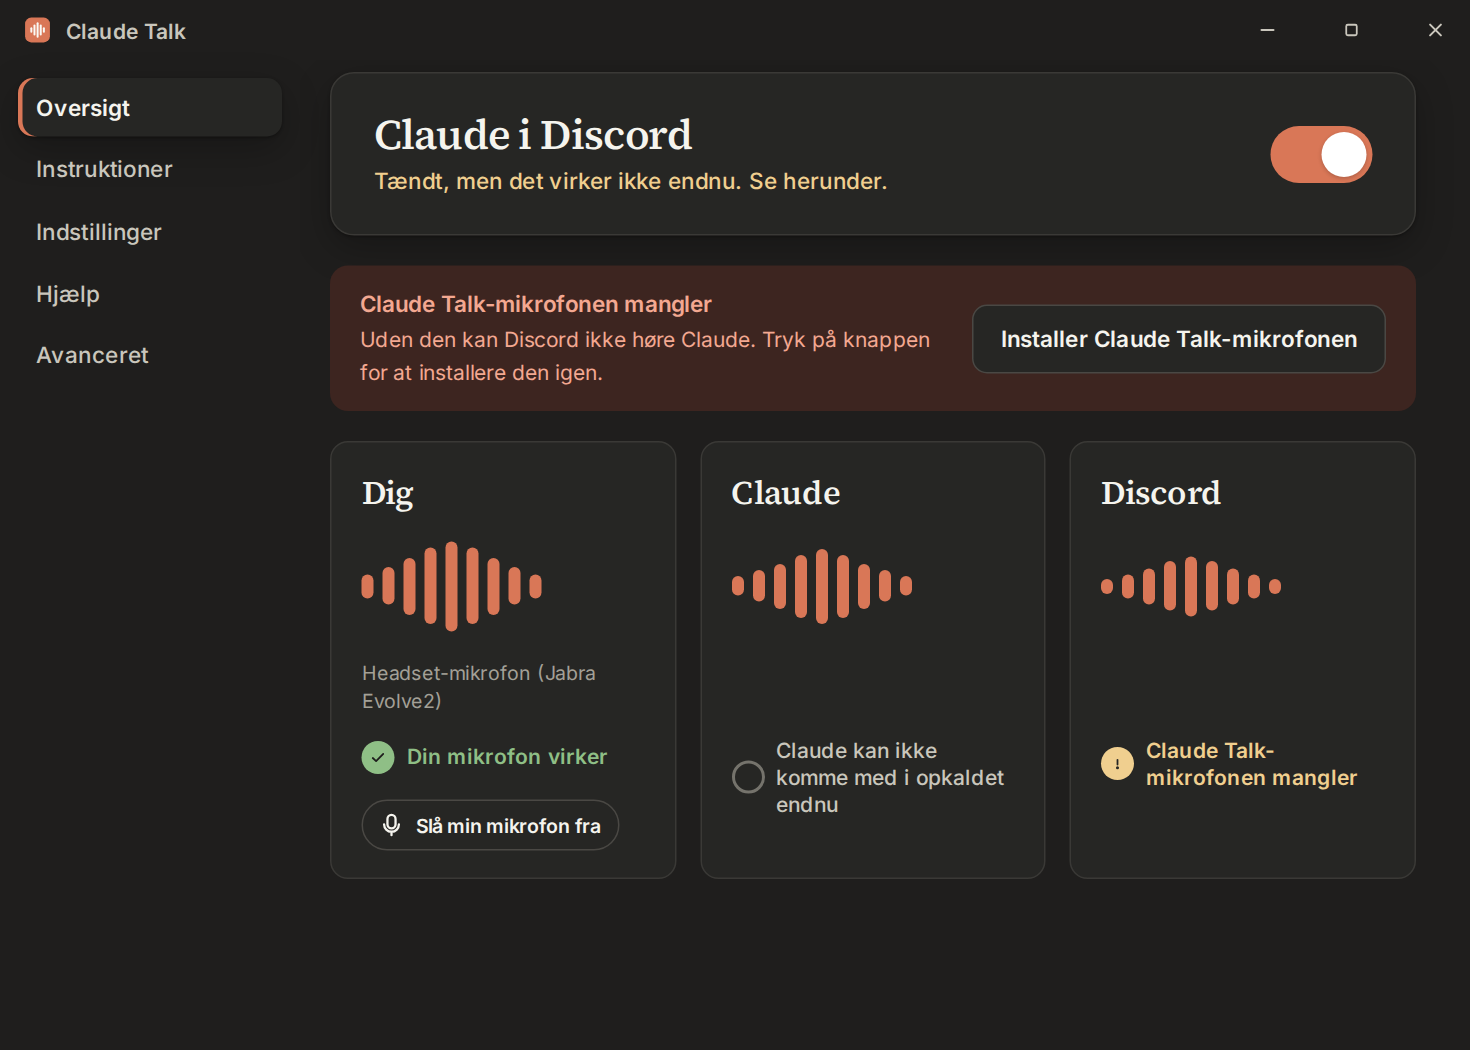 Claude Talk
Oversigt
Instruktioner
Indstillinger
Hjælp
Avanceret
Claude i Discord
Tændt, men det virker ikke endnu. Se herunder.
Claude Talk-mikrofonen mangler
Uden den kan Discord ikke høre Claude. Tryk på knappen
for at installere den igen.
Installer Claude Talk-mikrofonen
Dig
Headset-mikrofon (Jabra
Evolve2)
Din mikrofon virker
Slå min mikrofon fra
Claude
Claude kan ikke
komme med i opkaldet
endnu
Discord
Claude Talk-
mikrofonen mangler